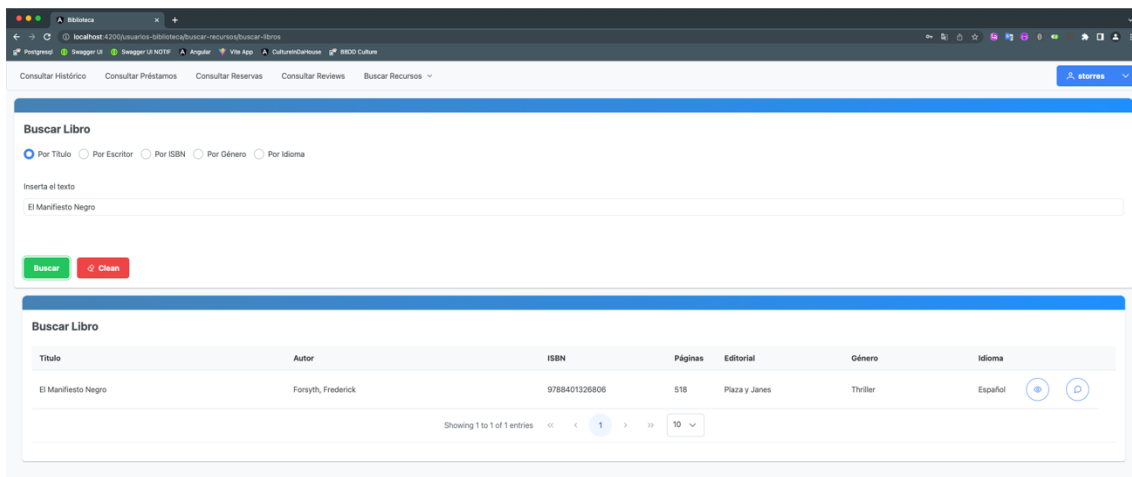 Biblioteca
localhost:4200/usuarios-biblioteca/buscar-recursos/buscar-libros
Postgresql Swagger UI Swagger UI NOTIF Angular Vite App CultureInDaHouse BBDD Culture
Consultar Histórico Consultar Préstamos Consultar Reservas Consultar Reviews Buscar Recursos
storres
Buscar Libro
Por Título Por Escritor Por ISBN Por Género Por Idioma
Inserta el texto
El Manifiesto Negro
Buscar Clean
Buscar Libro
Título Autor ISBN Páginas Editorial Género Idioma
El Manifiesto Negro Forsyth, Frederick 9788401326806 518 Plaza y Janes Thriller Español
Showing 1 to 1 of 1 entries << < 1 > >> 10